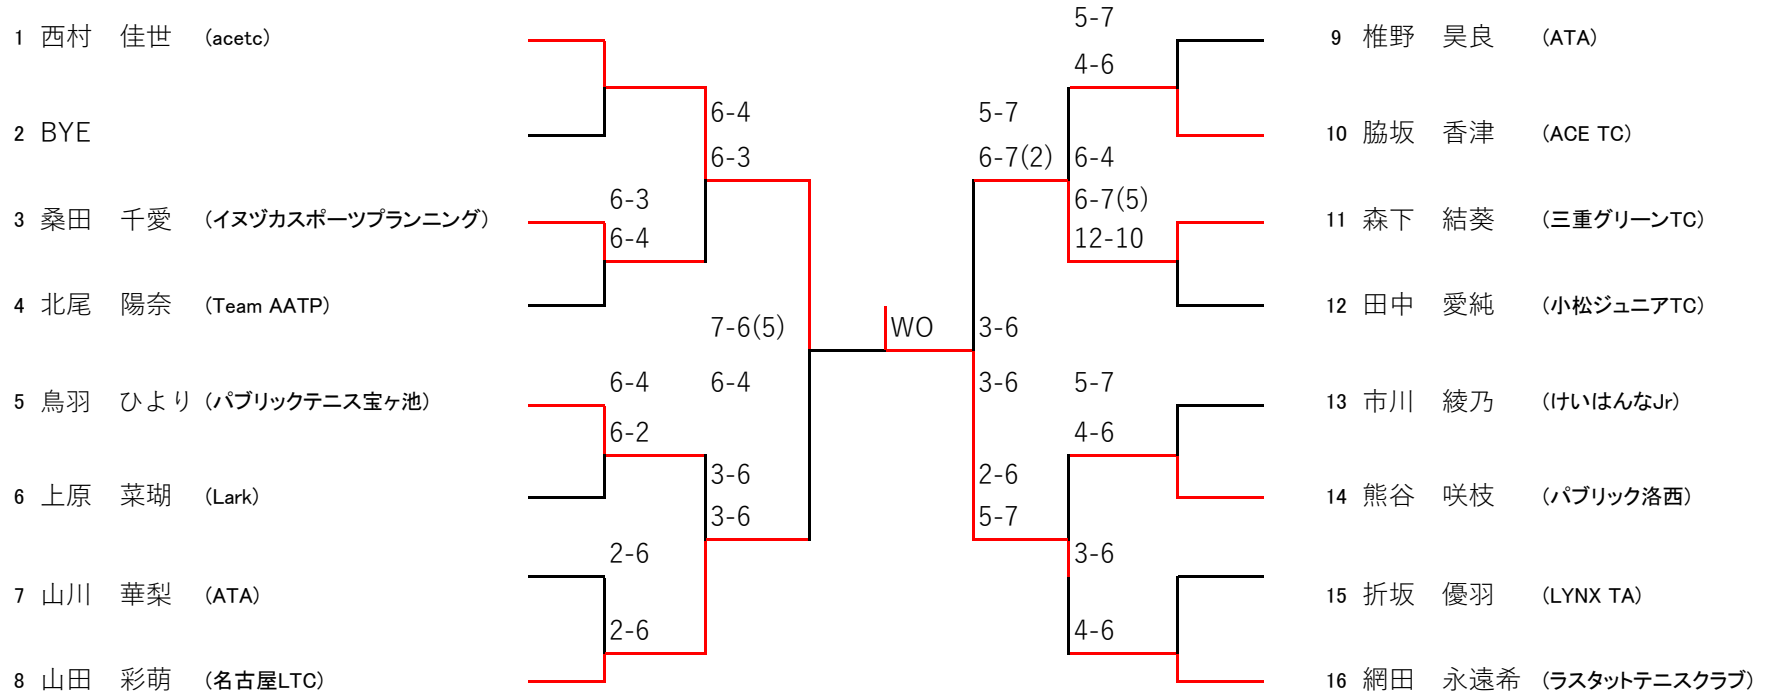 1 西村 佳世 (acetc)
2 BYE
3 桑田 千愛 (イヌヅカスポーツプランニング)
4 北尾 陽奈 (Team AATP)
5 鳥羽 ひより (パブリックテニス宝ヶ池)
6 上原 菜瑚 (Lark)
7 山川 華梨 (ATA)
8 山田 彩萌 (名古屋LTC)
6-3
6-4
6-4
6-2
2-6
2-6
6-4
6-3
3-6
3-6
7-6(5)
6-4
WO
3-6
3-6
5-7
6-7(2)
2-6
5-7
5-7
4-6
6-4
6-7(5)
12-10
5-7
4-6
3-6
4-6
9 椎野 昊良 (ATA)
10 脇坂 香津 (ACE TC)
11 森下 結葵 (三重グリーンTC)
12 田中 愛純 (小松ジュニアTC)
13 市川 綾乃 (けいはんなJr)
14 熊谷 咲枝 (パブリック洛西)
15 折坂 優羽 (LYNX TA)
16 網田 永遠希 (ラスタットテニスクラブ)